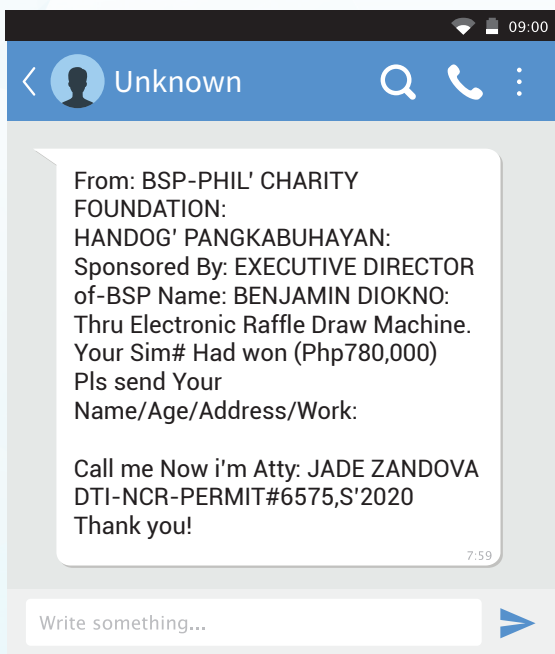 09:00
Unknown
From: BSP-PHIL' CHARITY
FOUNDATION:
HANDOG' PANGKABUHAYAN:
Sponsored By: EXECUTIVE DIRECTOR
of-BSP Name: BENJAMIN DIOKNO:
Thru Electronic Raffle Draw Machine.
Your Sim# Had won (Php780,000)
Pls send Your
Name/Age/Address/Work:
Call me Now i'm Atty: JADE ZANDOVA
DTI-NCR-PERMIT#6575,S'2020
Thank you!
7:59
Write something...